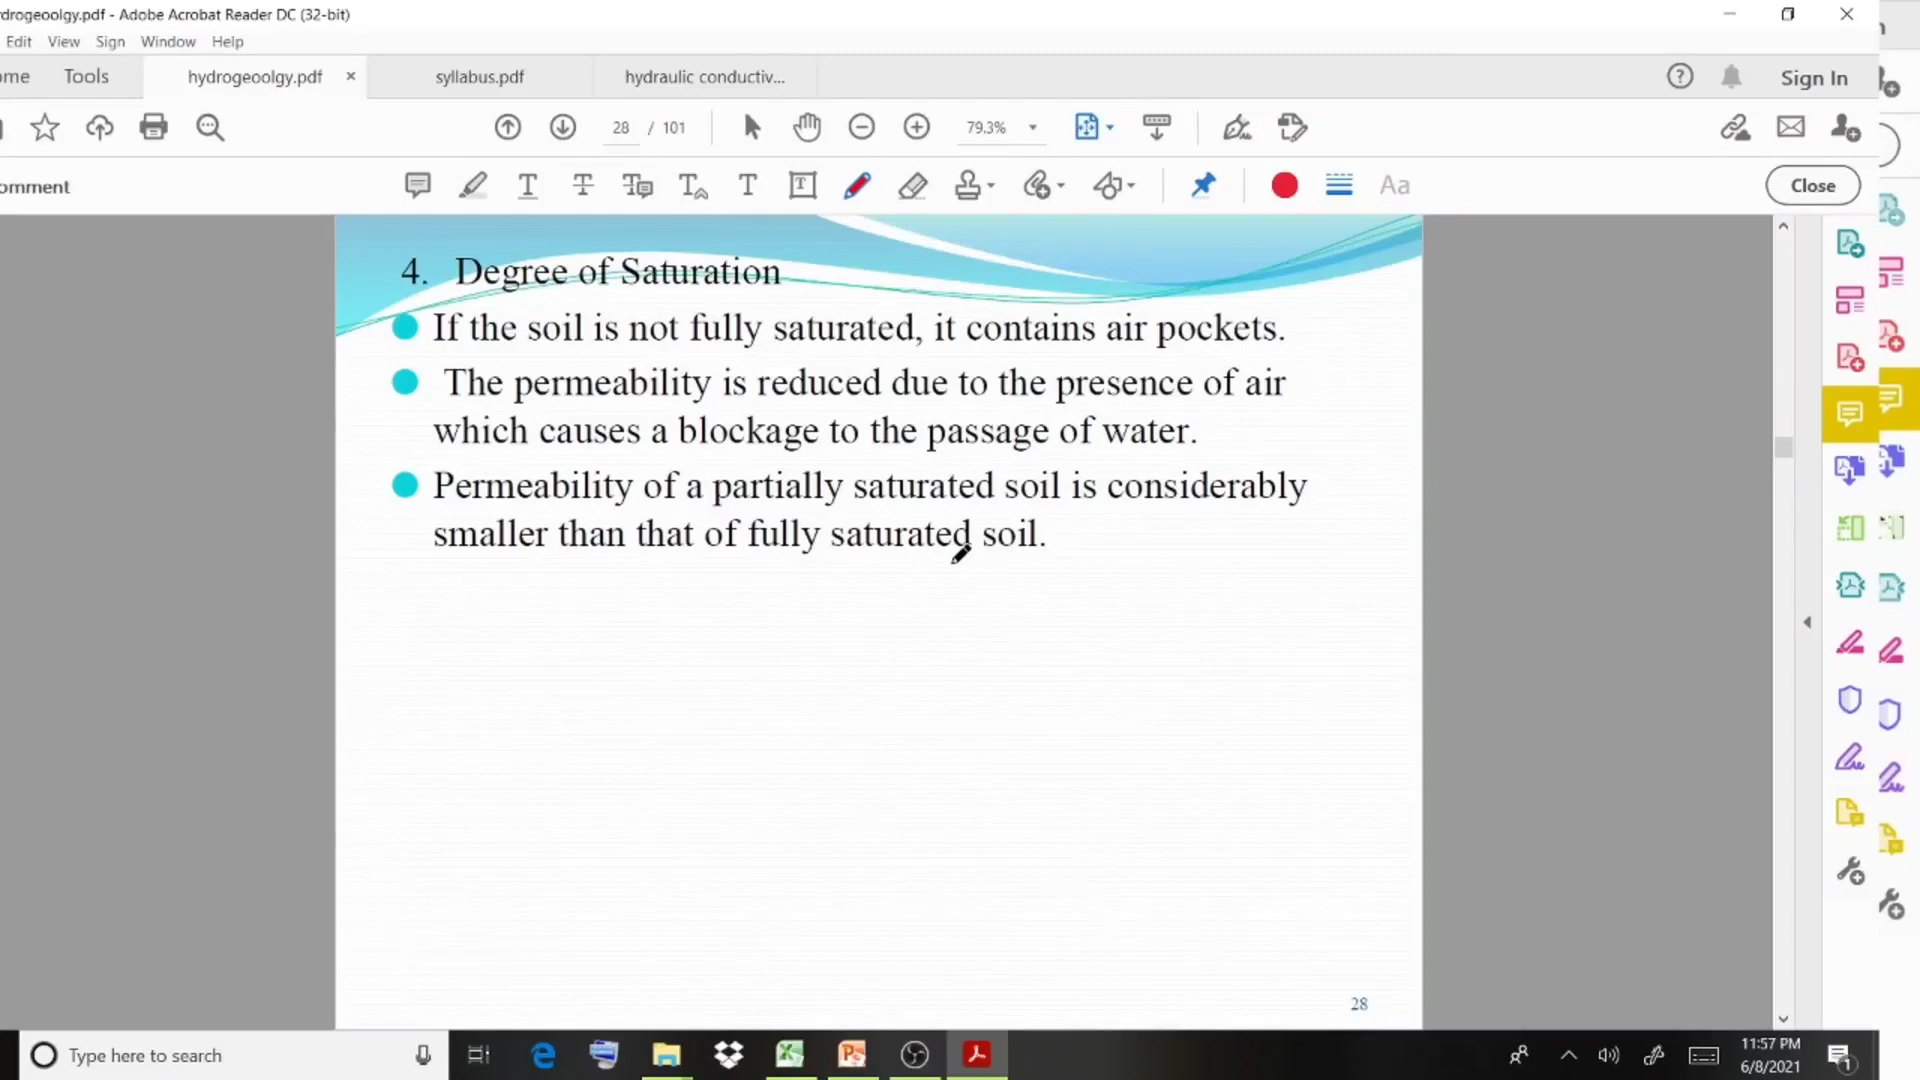 drogeoolgy.pdf - Adobe Acrobat Reader DC (32-bit)
Edit View Sign Window Help
ome Tools hydrogeoolgy.pdf × syllabus.pdf hydraulic conductiv... Sign In
28 / 101 79.3%
omment Aa Close
4. Degree of Saturation
If the soil is not fully saturated, it contains air pockets.
The permeability is reduced due to the presence of air
which causes a blockage to the passage of water.
Permeability of a partially saturated soil is considerably
smaller than that of fully saturated soil.
28
Type here to search
11:57 PM
6/8/2021
1